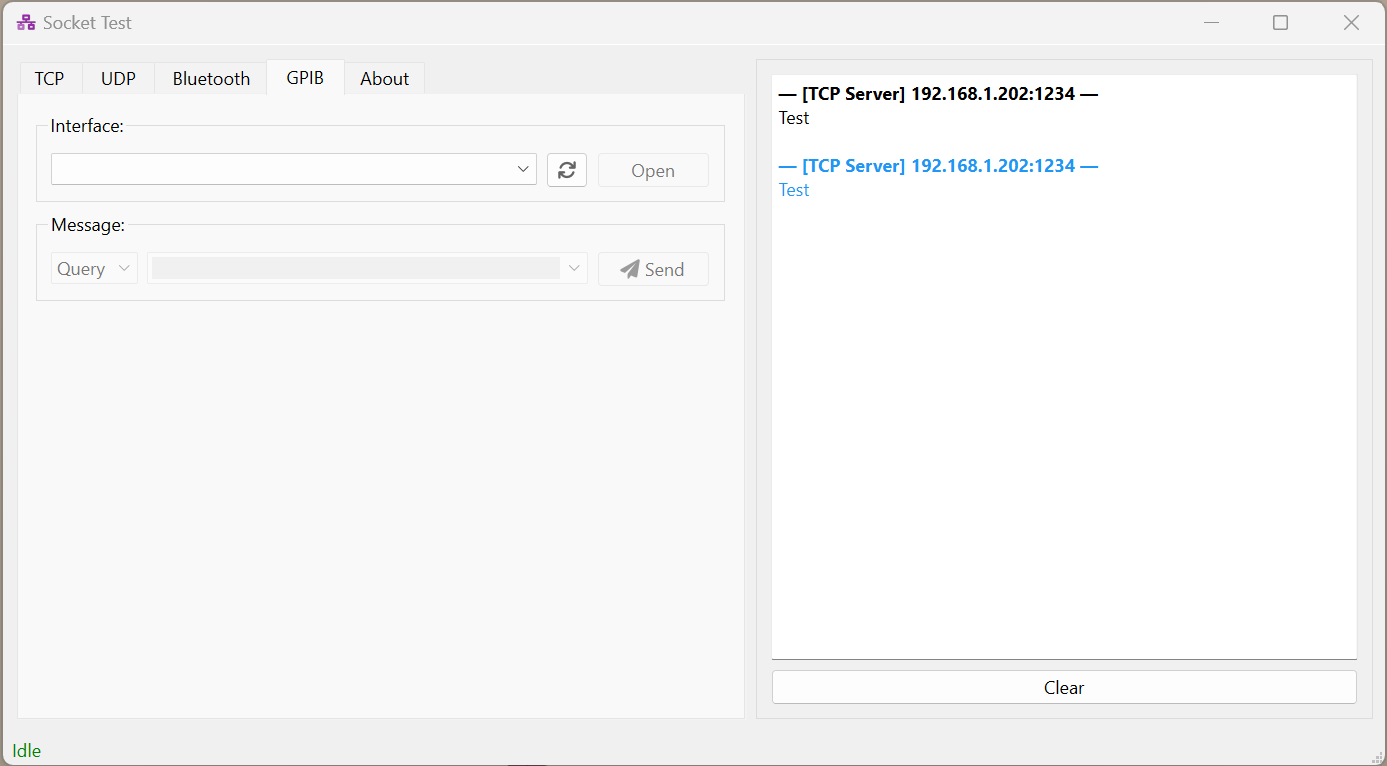 Socket Test
TCP UDP Bluetooth GPIB About
Interface:
Open
Message:
Query Send
— [TCP Server] 192.168.1.202:1234 —
Test
— [TCP Server] 192.168.1.202:1234 —
Test
Clear
Idle